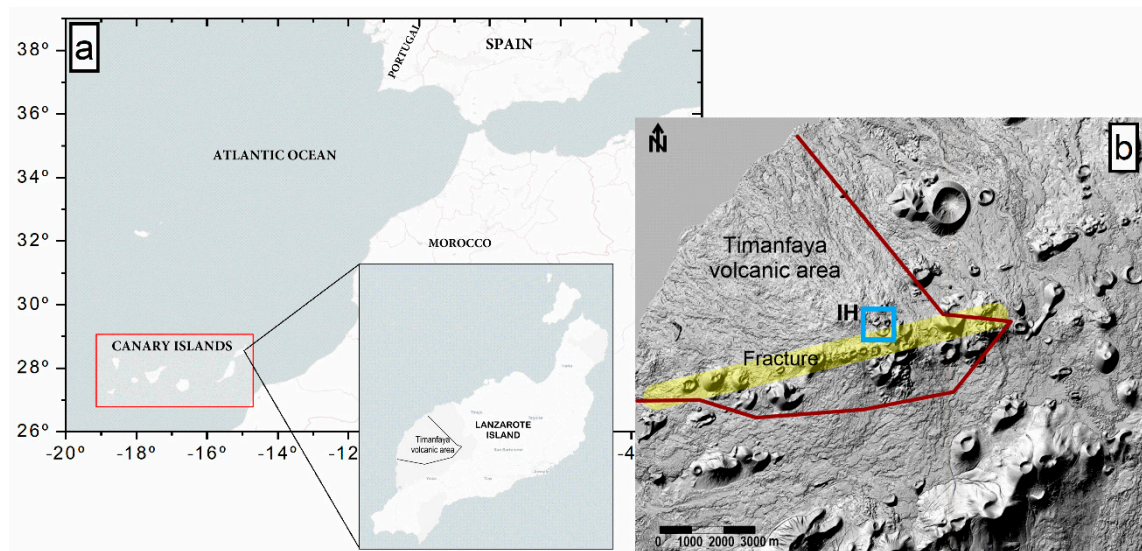 a
PORTUGAL
SPAIN
ATLANTIC OCEAN
MOROCCO
CANARY ISLANDS
38º
36º
34º
32º
30º
28º
26º
-20º
-18º
-16º
-14º
-12
-4
LANZAROTE
ISLAND
Timanfaya
volcanic area
b
N
Timanfaya
volcanic area
IH
Fracture
0 1000 2000 3000 m